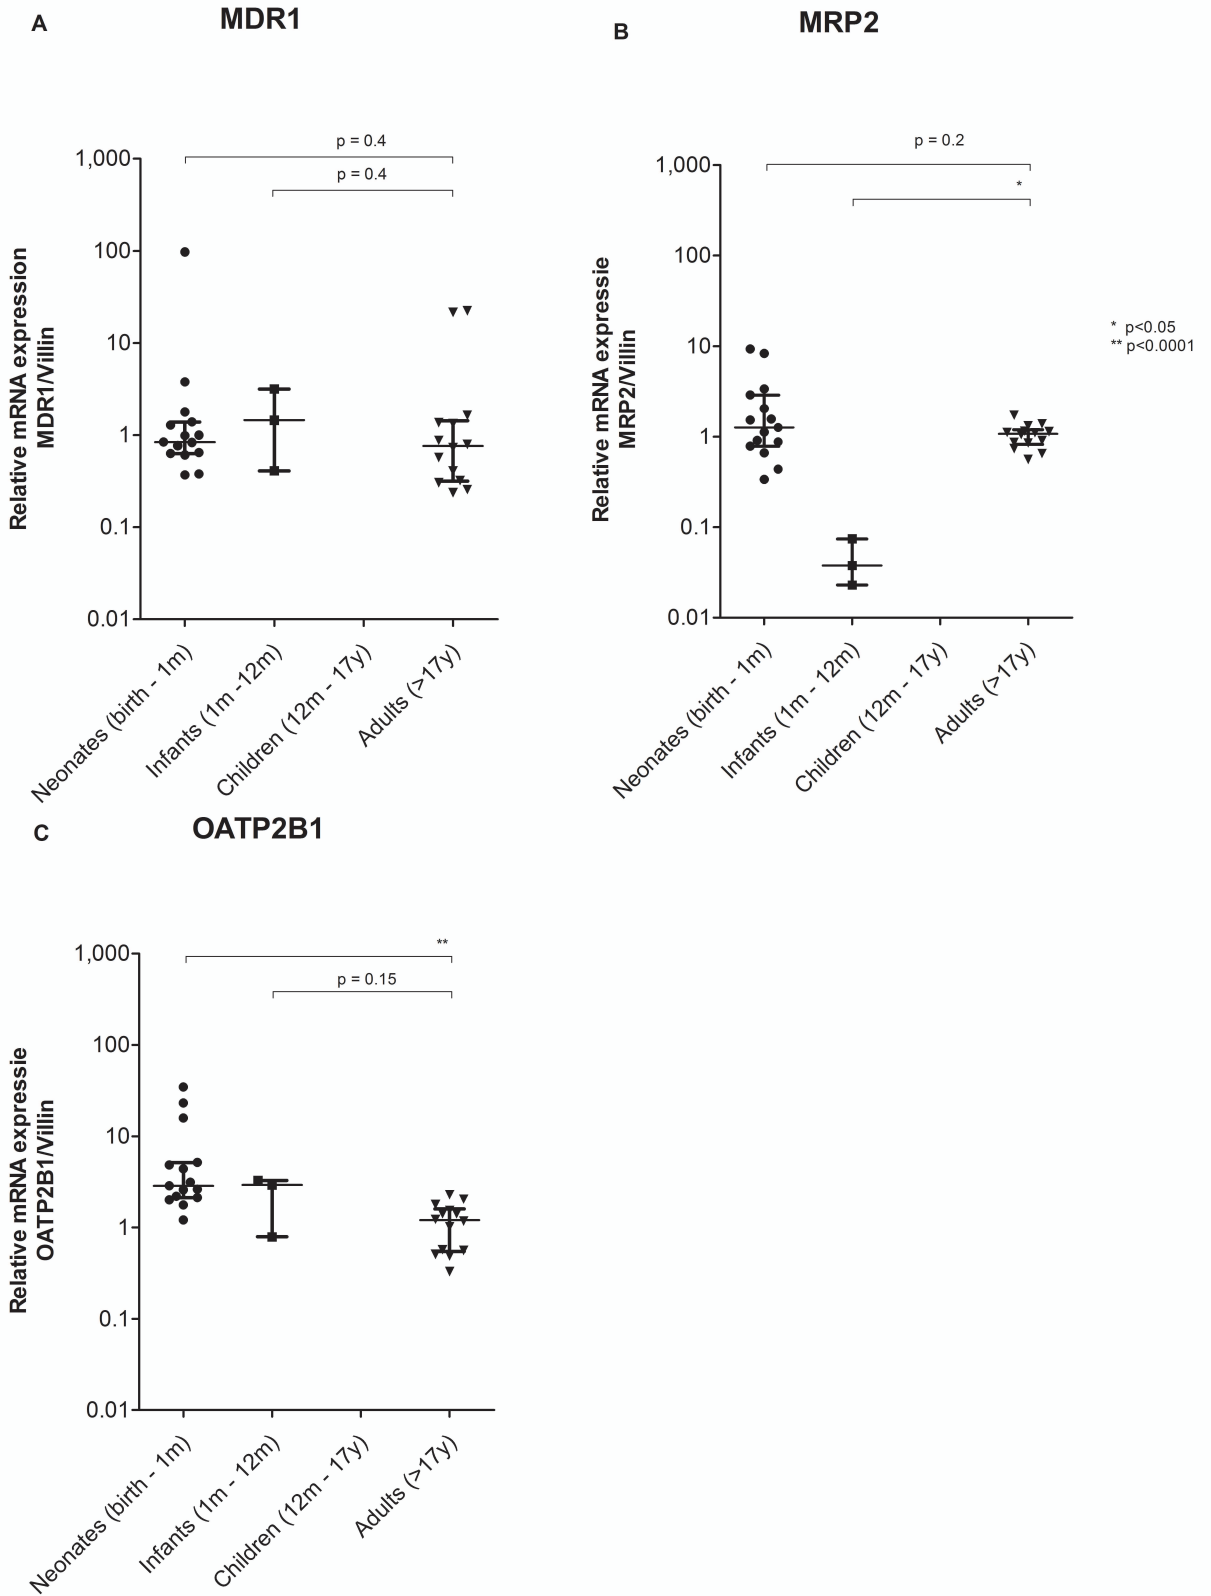 A
MDR1
p = 0.4
p = 0.4
1,000
100
10
1
0.1
0.01
Relative mRNA expression
MDR1/Villin
Neonates (birth - 1m)
Infants (1m -12m)
Children (12m - 17y)
Adults (>17y)
B
MRP2
p = 0.2
*
1,000
100
10
1
0.1
0.01
Relative mRNA expressie
MRP2/Villin
Neonates (birth - 1m)
Infants (1m - 12m)
Children (12m - 17y)
Adults (>17y)
* p<0.05
** p<0.0001
C
OATP2B1
**
p = 0.15
1,000
100
10
1
0.1
0.01
Relative mRNA expressie
OATP2B1/Villin
Neonates (birth - 1m)
Infants (1m - 12m)
Children (12m - 17y)
Adults (>17y)